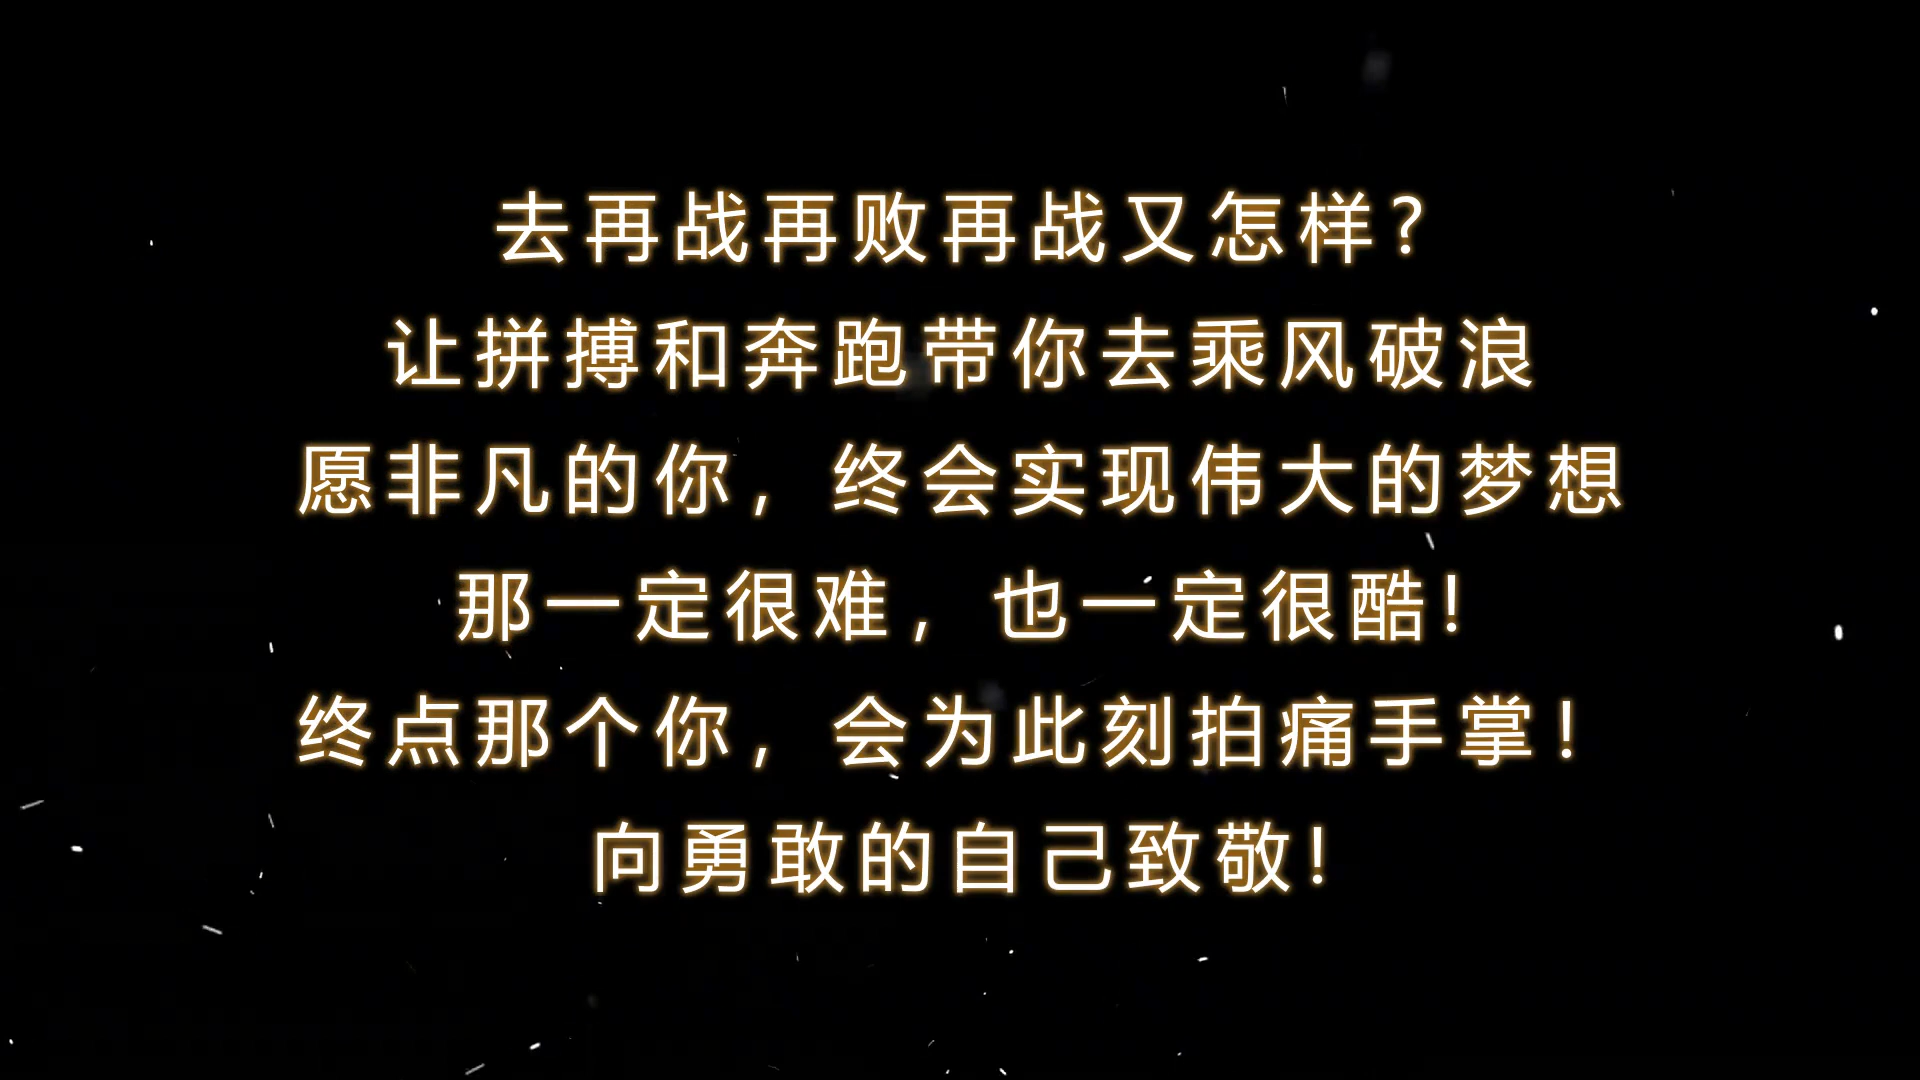 去再战再败再战又怎样？
让拼搏和奔跑带你去乘风破浪
愿非凡的你，终会实现伟大的梦想
那一定很难，也一定很酷！
终点那个你，会为此刻拍痛手掌！
向勇敢的自己致敬！